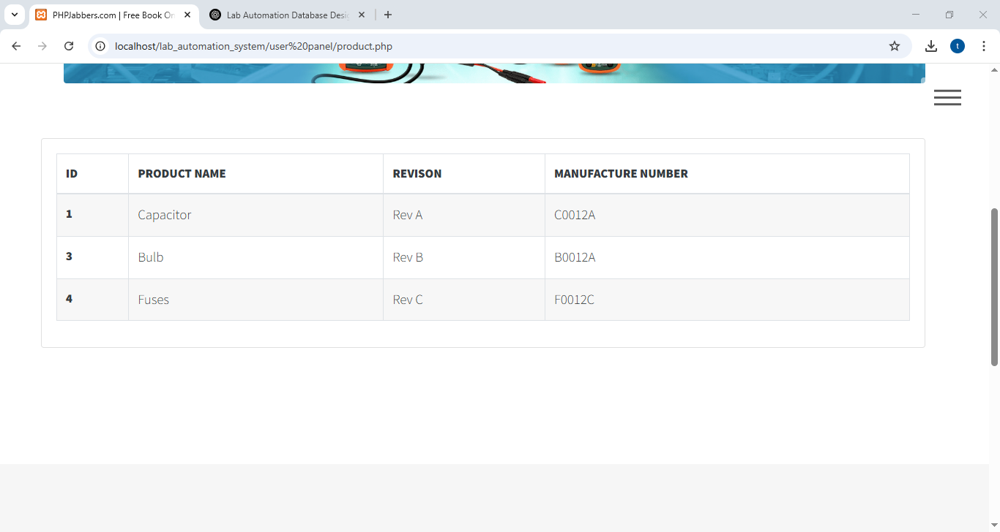 PHPJabbers.com | Free Book On
Lab Automation Database Desi
localhost/lab_automation_system/user%20panel/product.php
t
ID PRODUCT NAME REVISON MANUFACTURE NUMBER
1 Capacitor Rev A C0012A
3 Bulb Rev B B0012A
4 Fuses Rev C F0012C